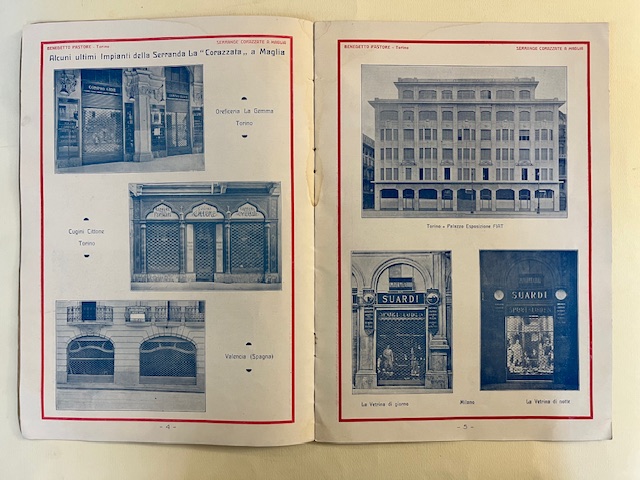 BENEDETTO PASTORE - Torino
SERRANDE CORAZZATE A MAGLIA
Alcuni ultimi Impianti della Serranda La "Corazzata„ a Maglia
Oreficeria La Gemma
Torino
Cugini Cittone
Torino
Valencia (Spagna)
- 4 -
BENEDETTO PASTORE - Torino
SERRANDE CORAZZATE A MAGLIA
Torino - Palazzo Esposizione FIAT
SUARDI
SUARDI
La Vetrina di giorno
Milano
La Vetrina di notte
- 5 -